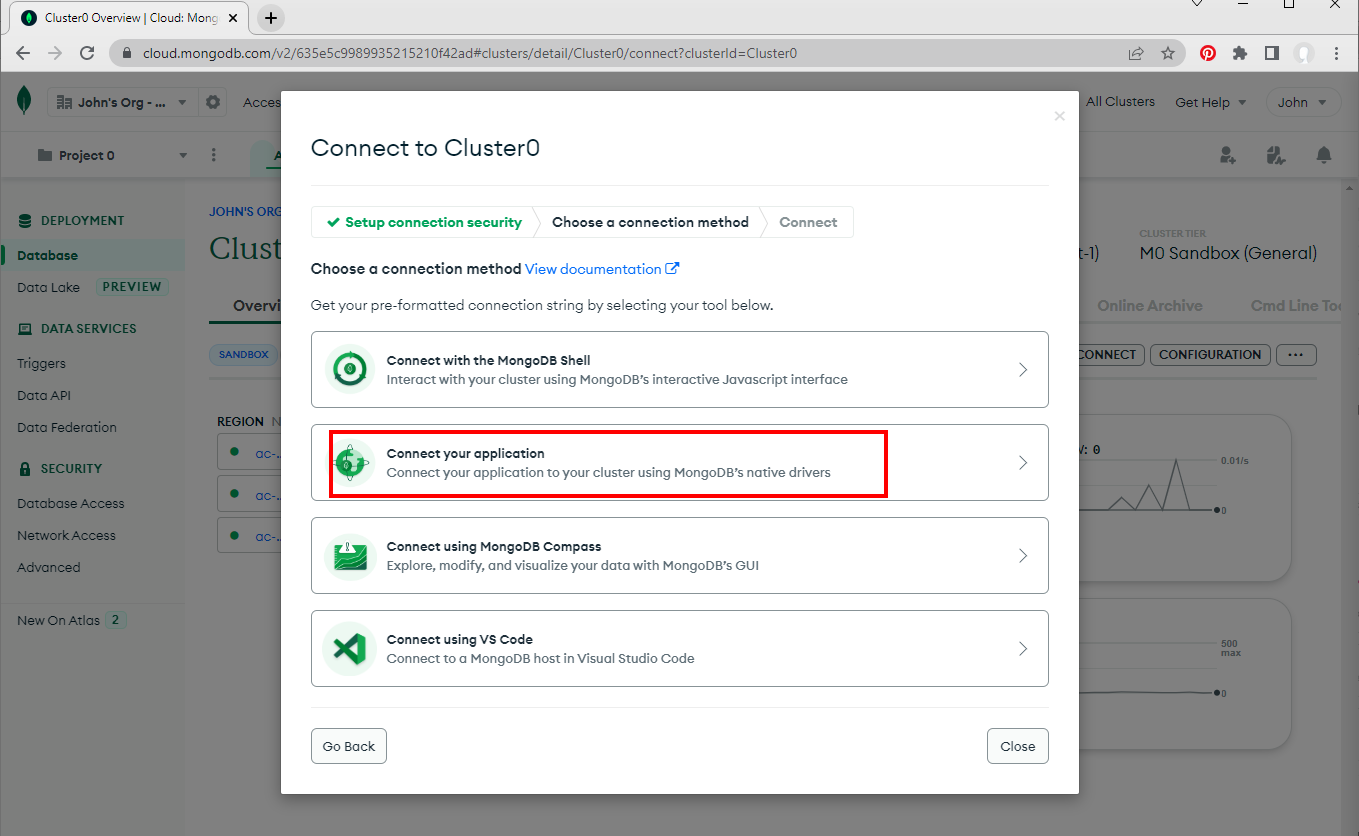 Cluster0 Overview | Cloud: Mong
cloud.mongodb.com/v2/635e5c9989935215210f42ad#clusters/detail/Cluster0/connect?clusterId=Cluster0
John's Org - ...
Acces
All Clusters
Get Help
John
Project 0
A
DEPLOYMENT
Database
Data Lake
PREVIEW
DATA SERVICES
Triggers
Data API
Data Federation
SECURITY
Database Access
Network Access
Advanced
New On Atlas 2
JOHN'S ORG
Clust
Overvi
SANDBOX
REGION
ac-...
ac-...
ac-...
Connect to Cluster0
Setup connection security
Choose a connection method
Connect
Choose a connection method View documentation
Get your pre-formatted connection string by selecting your tool below.
Connect with the MongoDB Shell
Interact with your cluster using MongoDB's interactive Javascript interface
Connect your application
Connect your application to your cluster using MongoDB's native drivers
Connect using MongoDB Compass
Explore, modify, and visualize your data with MongoDB's GUI
Connect using VS Code
Connect to a MongoDB host in Visual Studio Code
Go Back
Close
t-1)
CLUSTER TIER
M0 Sandbox (General)
Online Archive
Cmd Line Too
CONNECT
CONFIGURATION
...
W: 0
0.01/s
0
500
max
0